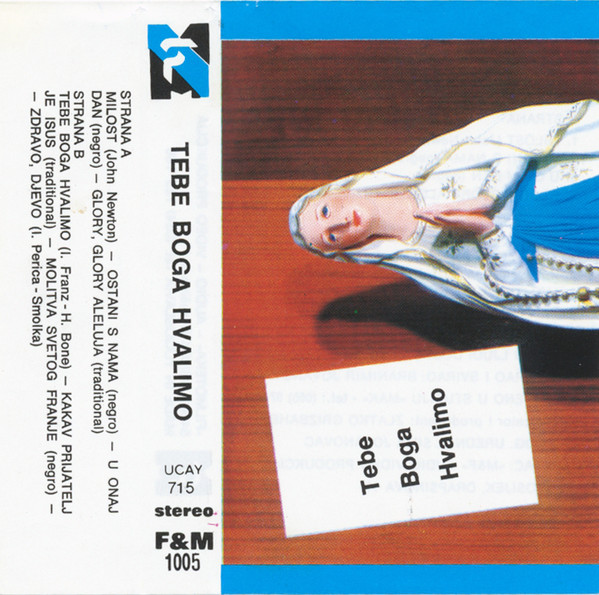 STRANA A
MILOST (John Newton) — OSTANI S NAMA (negro) — U ONAJ
DAN (negro) — GLORY, GLORY ALELUJA (traditional)
STRANA B
TEBE BOGA HVALIMO (I. Franz - H. Bone) — KAKAV PRIJATELJ
JE ISUS (traditional) — MOLITVA SVETOG FRANJE (negro) —
— ZDRAVO, DJEVO (I. Perica - Smolka)
TEBE BOGA HVALIMO
UCAY
715
stereo
F&M
1005
Tebe
Boga
Hvalimo